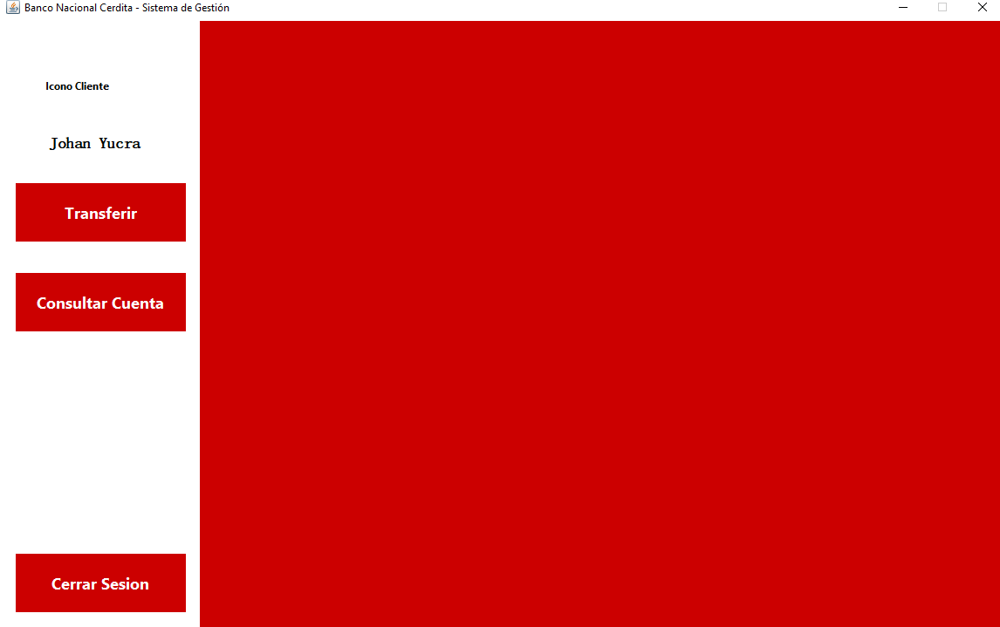 Banco Nacional Cerdita - Sistema de Gestión
Icono Cliente
Johan Yucra
Transferir
Consultar Cuenta
Cerrar Sesion